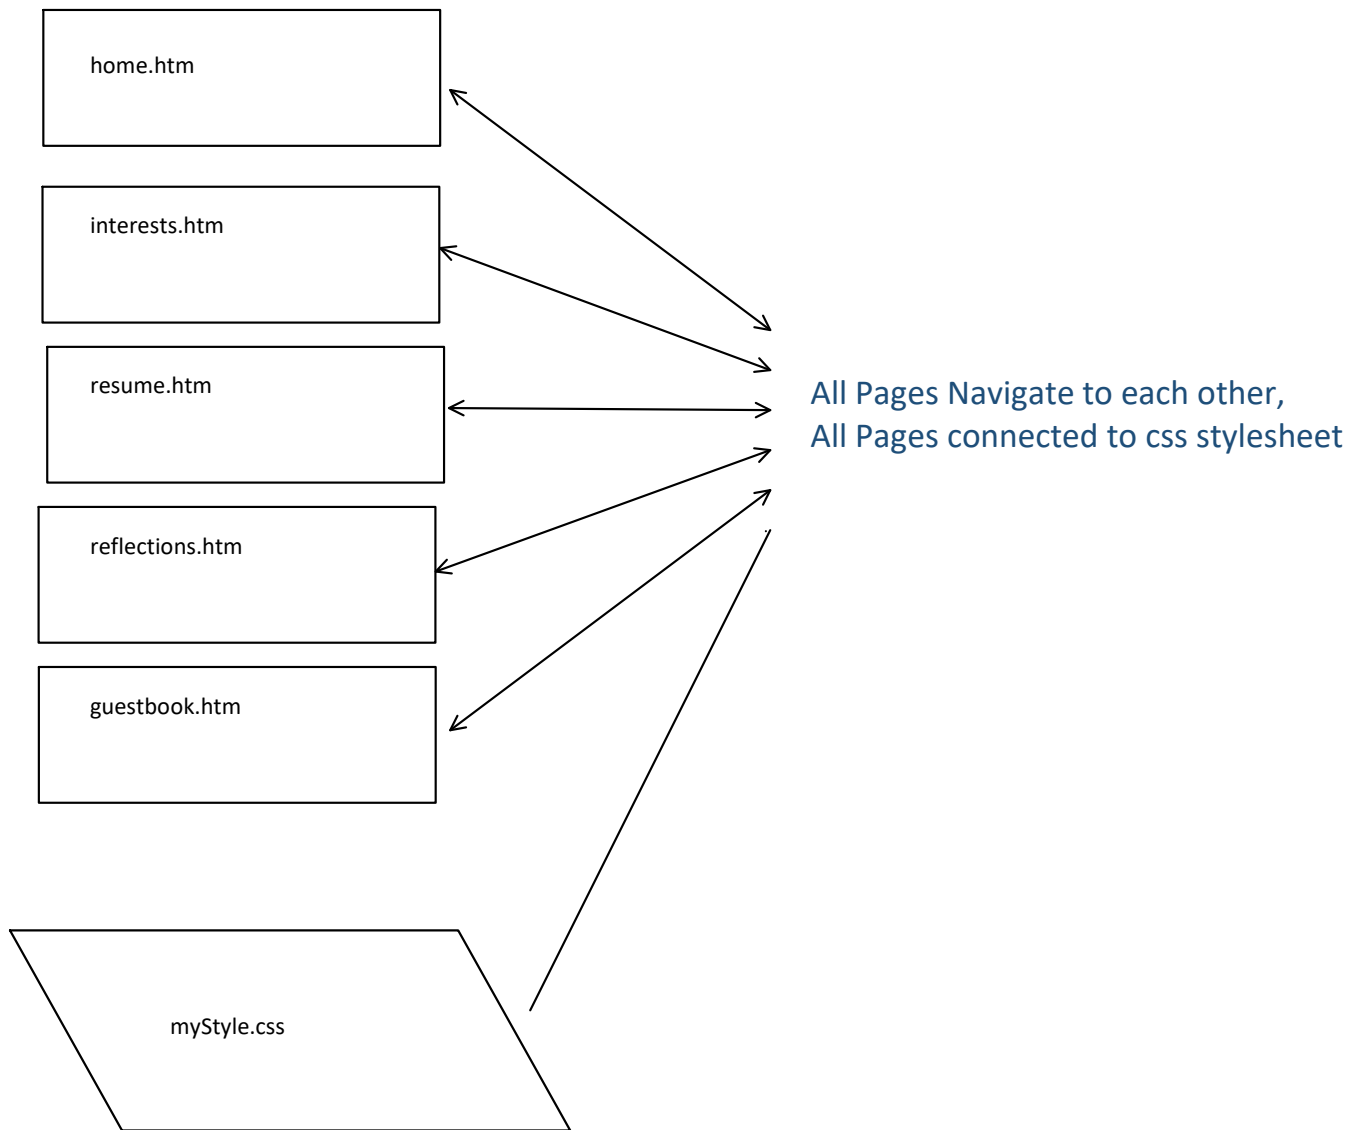 home.htm
interests.htm
resume.htm
All Pages Navigate to each other,
All Pages connected to css stylesheet
reflections.htm
guestbook.htm
myStyle.css